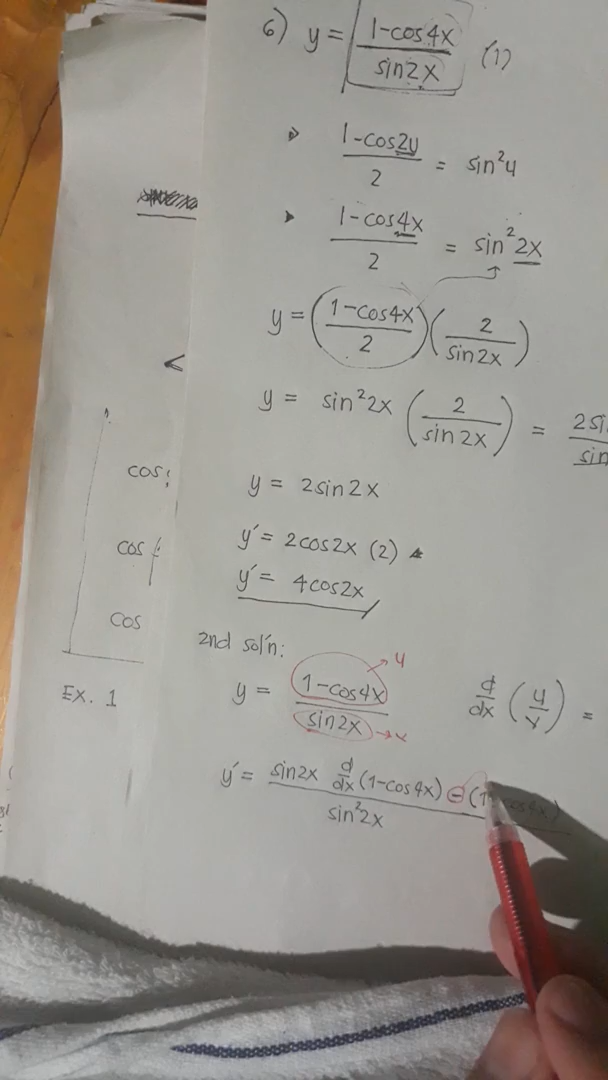 6) y = (1-cos4x)/(sin2x) (1)
(1-cos2u)/2 = sin²u
(1-cos4x)/2 = sin²2x
y = ((1-cos4x)/2)(2/(sin2x))
y = sin²2x (2/(sin2x)) =
y = 2sin2x
y' = 2cos2x (2)
y' = 4cos2x
2nd sol'n:
y = (1-cos4x)/(sin2x) → u → v
d/dx (u/v) =
y' = (sin2x d/dx (1-cos4x) - (1-cos4x))/(sin²2x)
cos
cos
cos
Ex. 1